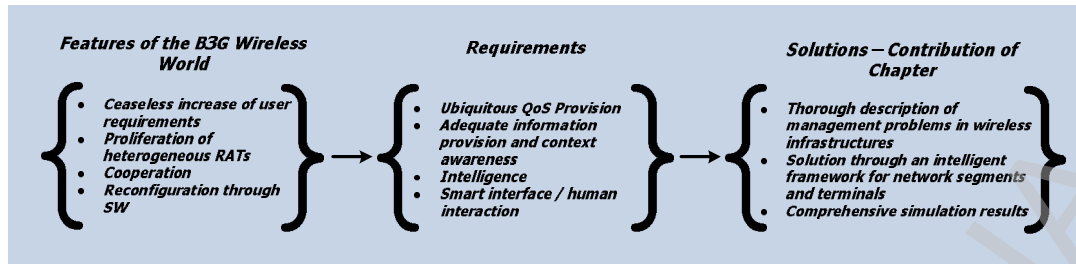 Features of the B3G Wireless
World
• Ceaseless increase of user
requirements
• Proliferation of
heterogeneous RATs
• Cooperation
• Reconfiguration through
SW
Requirements
• Ubiquitous QoS Provision
• Adequate information
provision and context
awareness
• Intelligence
• Smart interface / human
interaction
Solutions – Contribution of
Chapter
• Thorough description of
management problems in wireless
infrastructures
• Solution through an intelligent
framework for network segments
and terminals
• Comprehensive simulation results